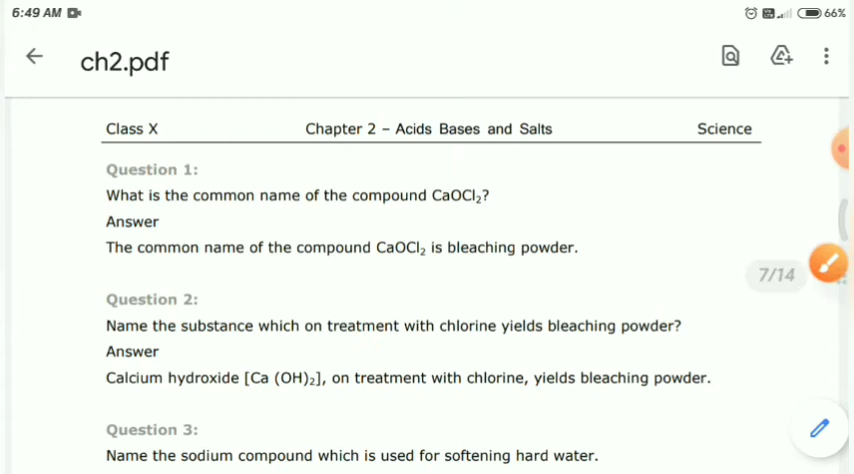 6:49 AM
66%
ch2.pdf
Class X Chapter 2 – Acids Bases and Salts Science
Question 1:
What is the common name of the compound CaOCl₂?
Answer
The common name of the compound CaOCl₂ is bleaching powder.
7/14
Question 2:
Name the substance which on treatment with chlorine yields bleaching powder?
Answer
Calcium hydroxide [Ca (OH)₂], on treatment with chlorine, yields bleaching powder.
Question 3:
Name the sodium compound which is used for softening hard water.